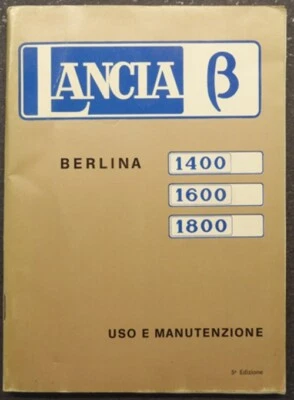 LANCIA β
BERLINA 1400
1600
1800
USO E MANUTENZIONE
5ª Edizione